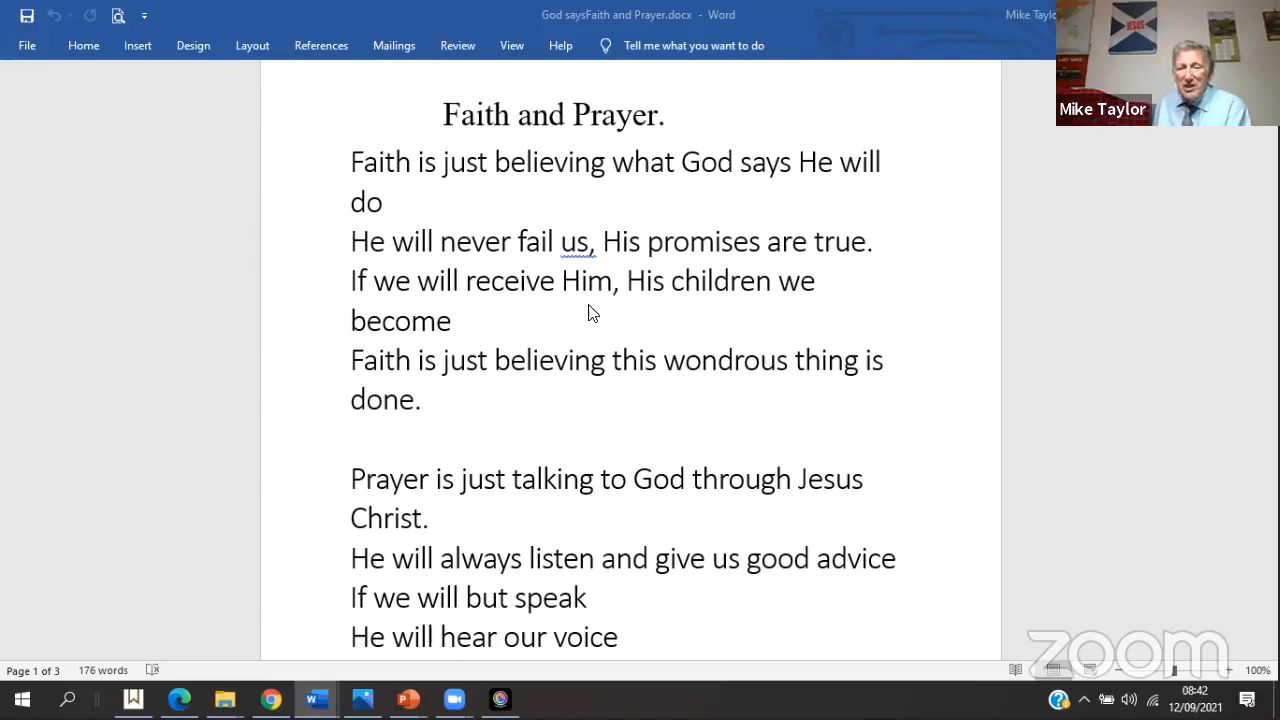 God saysFaith and Prayer.docx - Word
Mike Taylo
File Home Insert Design Layout References Mailings Review View Help Tell me what you want to do
JESUS
Mike Taylor
Faith and Prayer.
Faith is just believing what God says He will
do
He will never fail us, His promises are true.
If we will receive Him, His children we
become
Faith is just believing this wondrous thing is
done.
Prayer is just talking to God through Jesus
Christ.
He will always listen and give us good advice
If we will but speak
He will hear our voice
zoom
Page 1 of 3 176 words
100%
08:42
12/09/2021